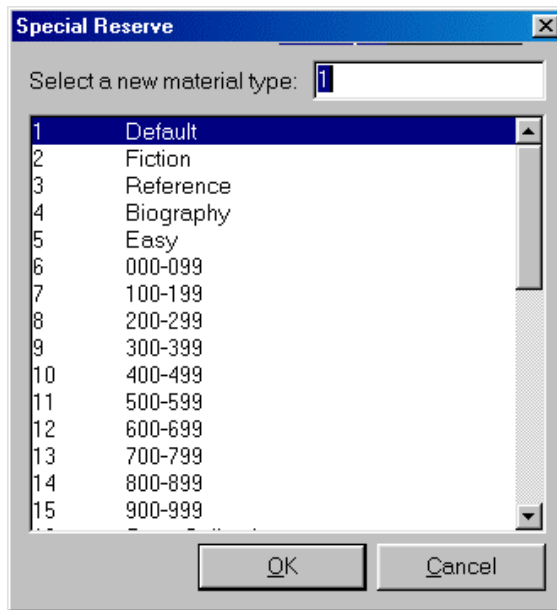 Special Reserve
Select a new material type: 1
1 Default
2 Fiction
3 Reference
4 Biography
5 Easy
6 000-099
7 100-199
8 200-299
9 300-399
10 400-499
11 500-599
12 600-699
13 700-799
14 800-899
15 900-999
OK Cancel